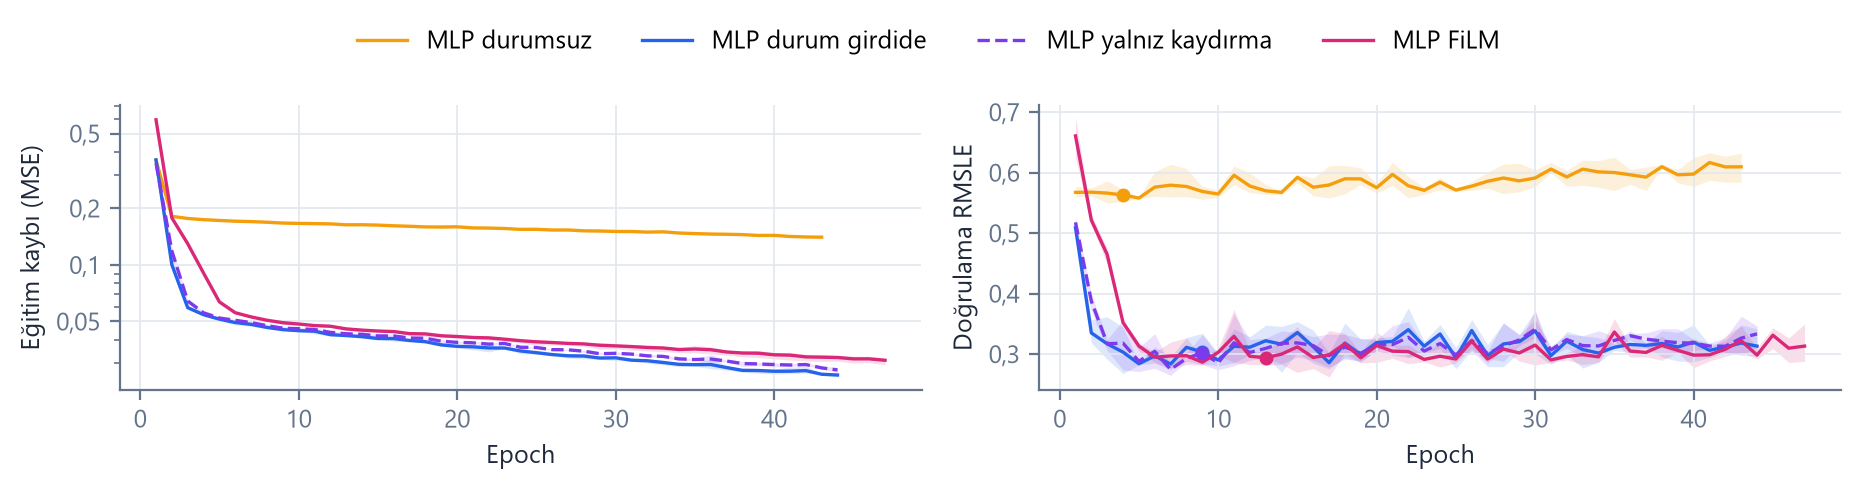 MLP durumsuz MLP durum girdide MLP yalnız kaydırma MLP FiLM
Eğitim kaybı (MSE)
0,5
0,2
0,1
0,05
0 10 20 30 40
Epoch
Doğrulama RMSLE
0,7
0,6
0,5
0,4
0,3
0 10 20 30 40
Epoch